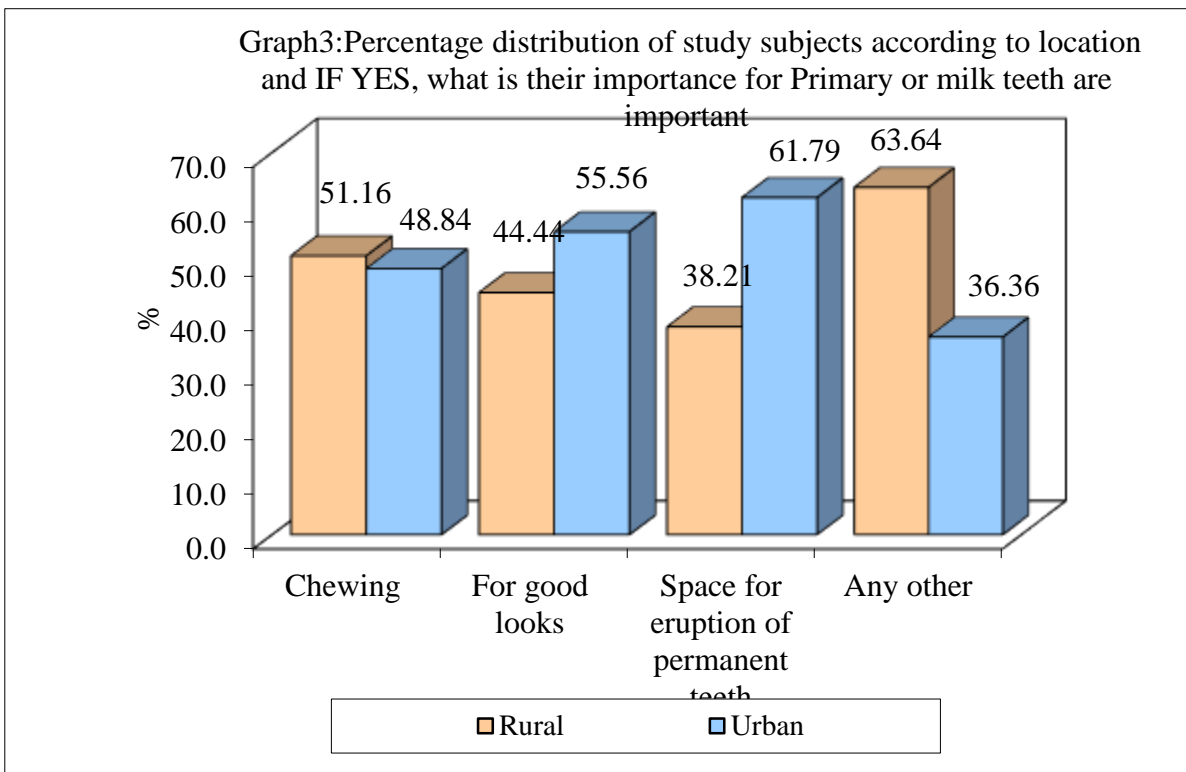 Graph3:Percentage distribution of study subjects according to location
and IF YES, what is their importance for Primary or milk teeth are
important
70.0
60.0
50.0
40.0
30.0
20.0
10.0
0.0
%
51.16
48.84
44.44
55.56
38.21
61.79
63.64
36.36
Chewing
For good
looks
Space for
eruption of
permanent
teeth
Any other
Rural
Urban